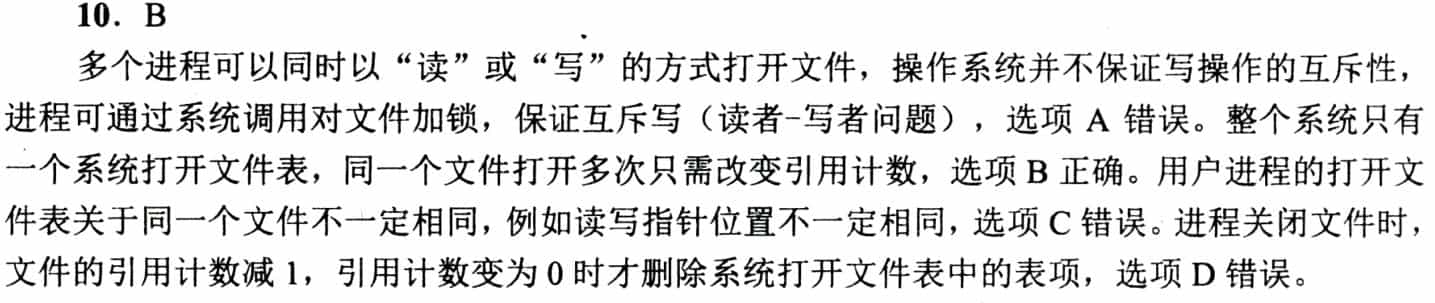 10. B
多个进程可以同时以“读”或“写”的方式打开文件，操作系统并不保证写操作的互斥性，
进程可通过系统调用对文件加锁，保证互斥写（读者-写者问题），选项 A 错误。整个系统只有
一个系统打开文件表，同一个文件打开多次只需改变引用计数，选项 B 正确。用户进程的打开文
件表关于同一个文件不一定相同，例如读写指针位置不一定相同，选项 C 错误。进程关闭文件时，
文件的引用计数减 1，引用计数变为 0 时才删除系统打开文件表中的表项，选项 D 错误。